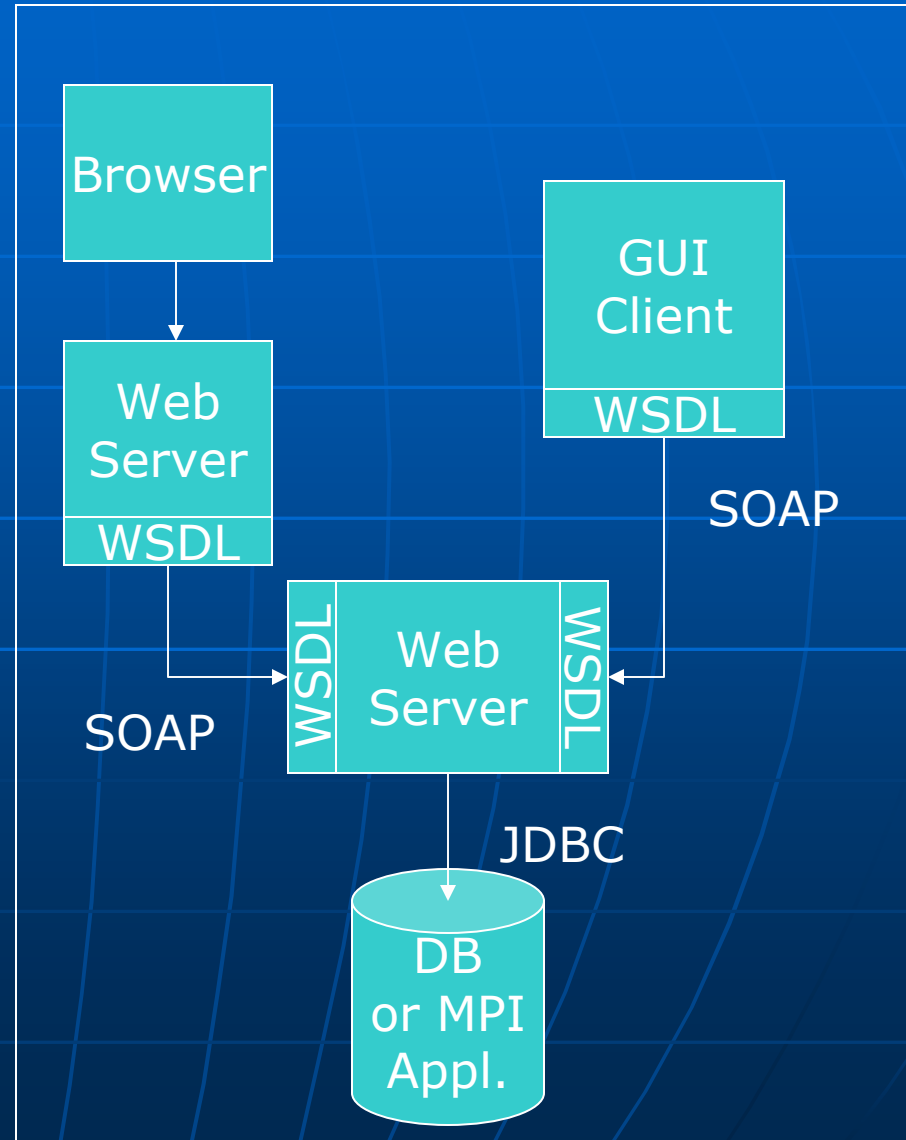 Browser
GUI
Client
WSDL
Web
Server
WSDL
SOAP
SOAP
WSDL
Web
Server
WSDL
JDBC
DB
or MPI
Appl.